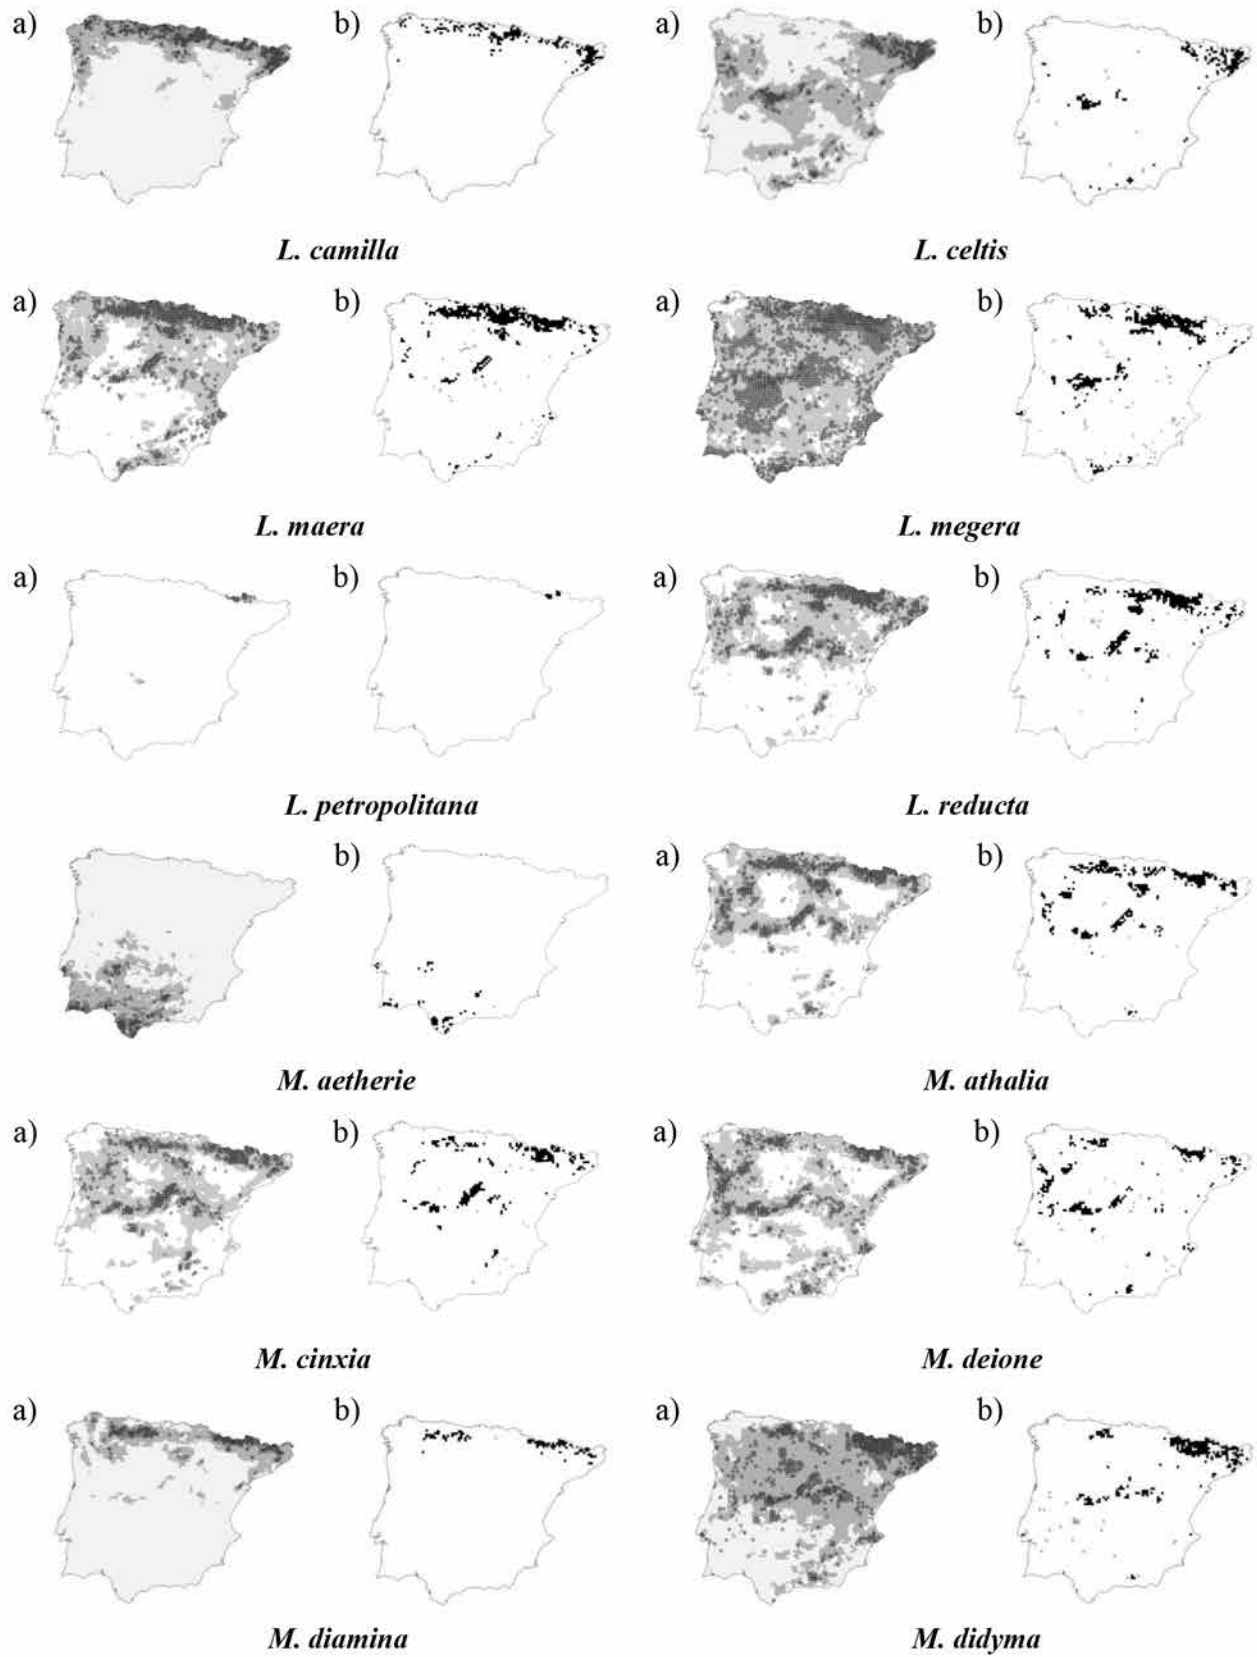 a) b) a) b)
L. camilla L. celtis
a) b) a) b)
L. maera L. megera
a) b) a) b)
L. petropolitana L. reducta
a) b) a) b)
M. aetherie M. athalia
a) b) a) b)
M. cinxia M. deione
a) b) a) b)
M. diamina M. didyma